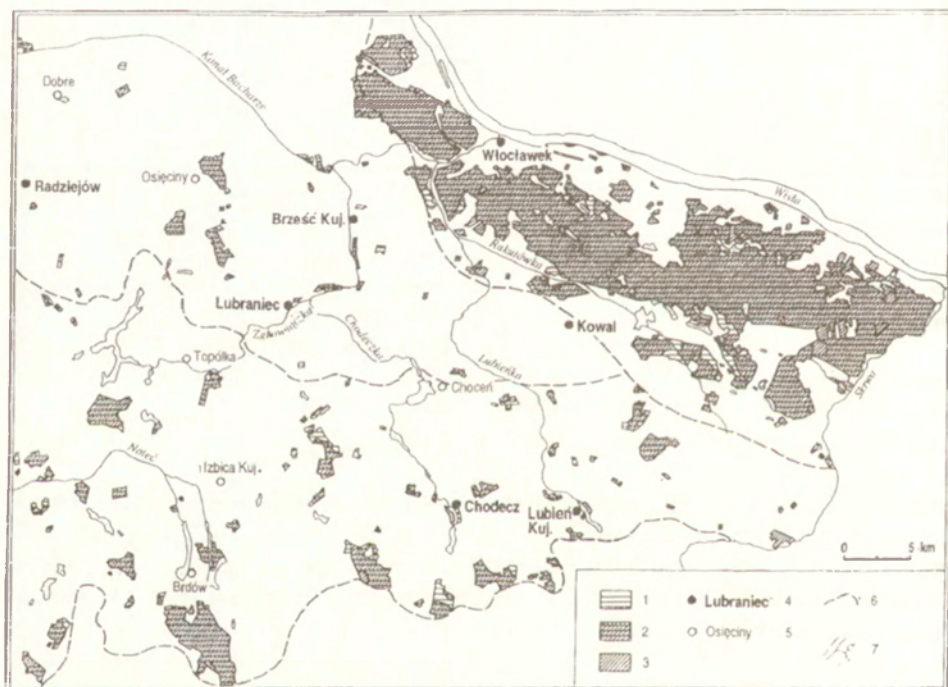 Kanał Bachorze
Dobre
Włocławek
Osięciny
Radziejów
Wisła
Brześć Kuj.
Rakutówka
Lubraniec
Zgłowiączka
Chodeczka
Kowal
Topólka
Lubieńka
Choceń
Skrwa
Noteć
Izbica Kuj.
Chodecz
Lubień
Kuj.
0 5 km
Brdów
1 Lubraniec 4 6
2 Osięciny 5 7
3